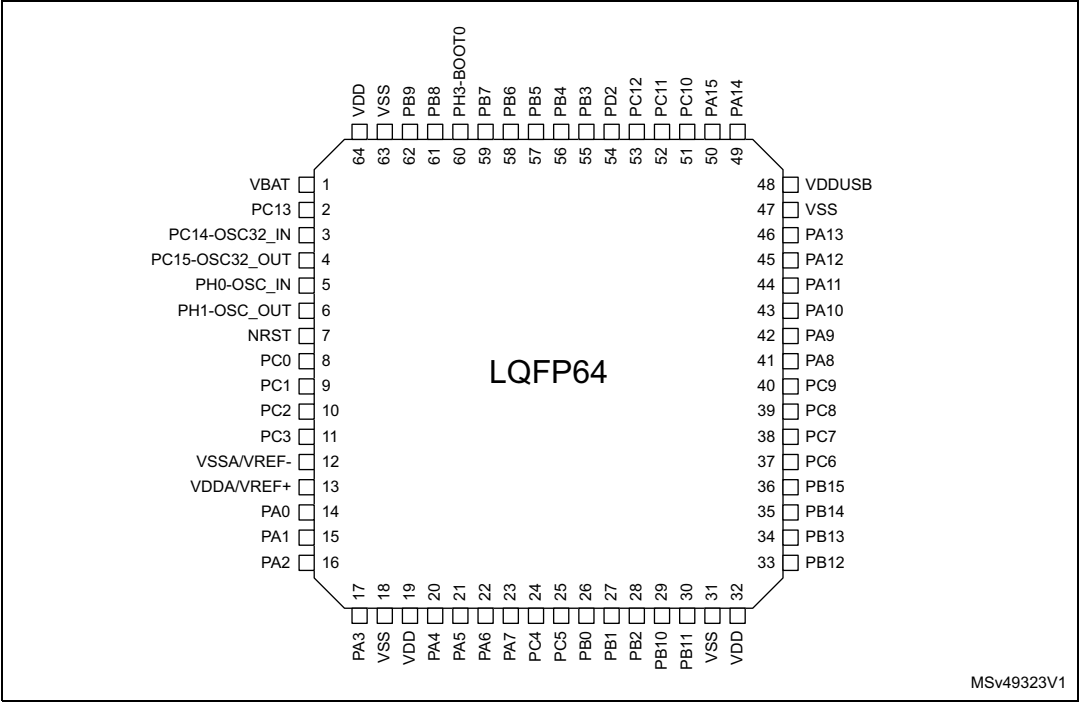 VDD VSS PB9 PB8 PH3-BOOT0 PB7 PB6 PB5 PB4 PB3 PD2 PC12 PC11 PC10 PA15 PA14
64 63 62 61 60 59 58 57 56 55 54 53 52 51 50 49
VBAT 1 48 VDDUSB
PC13 2 47 VSS
PC14-OSC32_IN 3 46 PA13
PC15-OSC32_OUT 4 45 PA12
PH0-OSC_IN 5 44 PA11
PH1-OSC_OUT 6 43 PA10
NRST 7 42 PA9
PC0 8 41 PA8
PC1 9 40 PC9
PC2 10 39 PC8
PC3 11 38 PC7
VSSA/VREF- 12 37 PC6
VDDA/VREF+ 13 36 PB15
PA0 14 35 PB14
PA1 15 34 PB13
PA2 16 33 PB12
LQFP64
17 18 19 20 21 22 23 24 25 26 27 28 29 30 31 32
PA3 VSS VDD PA4 PA5 PA6 PA7 PC4 PC5 PB0 PB1 PB2 PB10 PB11 VSS VDD
MSv49323V1